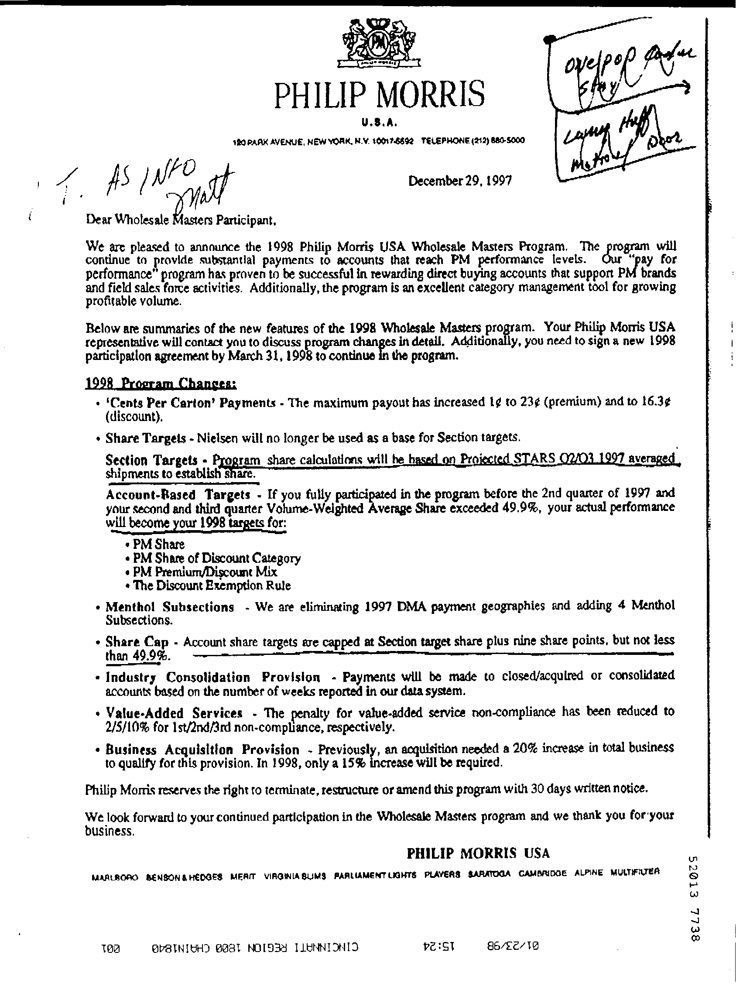 PM
PHILIP MORRIS
U.S.A.
120 PARK AVENUE, NEW YORK, N.Y. 10017-5592 TELEPHONE (212) 880-5000
Stay
Larry Huff
Door
T. AS INFO
Matt
December 29, 1997
Dear Wholesale Masters Participant,
We are pleased to announce the 1998 Philip Morris USA Wholesale Masters Program. The program will
continue to provide substantial payments to accounts that reach PM performance levels. Our "pay for
performance" program has proven to be successful in rewarding direct buying accounts that support PM brands
and field sales force activities. Additionally, the program is an excellent category management tool for growing
profitable volume.
Below are summaries of the new features of the 1998 Wholesale Masters program. Your Philip Morris USA
representative will contact you to discuss program changes in detail. Additionally, you need to sign a new 1998
participation agreement by March 31, 1998 to continue in the program.
1998 Program Changes:
• 'Cents Per Carton' Payments - The maximum payout has increased 1¢ to 23¢ (premium) and to 16.3¢
(discount).
• Share Targets - Nielsen will no longer be used as a base for Section targets.
Section Targets - Program share calculations will be based on Projected STARS Q2/Q3 1997 averaged
shipments to establish share.
Account-Based Targets - If you fully participated in the program before the 2nd quarter of 1997 and
your second and third quarter Volume-Weighted Average Share exceeded 49.9%, your actual performance
will become your 1998 targets for:
• PM Share
• PM Share of Discount Category
• PM Premium/Discount Mix
• The Discount Exemption Rule
• Menthol Subsections - We are eliminating 1997 DMA payment geographies and adding 4 Menthol
Subsections.
• Share Cap - Account share targets are capped at Section target share plus nine share points, but not less
than 49.9%.
• Industry Consolidation Provision - Payments will be made to closed/acquired or consolidated
accounts based on the number of weeks reported in our data system.
• Value-Added Services - The penalty for value-added service non-compliance has been reduced to
2/5/10% for 1st/2nd/3rd non-compliance, respectively.
• Business Acquisition Provision - Previously, an acquisition needed a 20% increase in total business
to qualify for this provision. In 1998, only a 15% increase will be required.
Philip Morris reserves the right to terminate, restructure or amend this program with 30 days written notice.
We look forward to your continued participation in the Wholesale Masters program and we thank you for your
business.
PHILIP MORRIS USA
MARLBORO BENSON & HEDGES MERIT VIRGINIA SLIMS PARLIAMENT LIGHTS PLAYERS SARATOGA CAMBRIDGE ALPINE MULTIFILTER
52013 7738
01/23/98 15:24 CINCINNATI REGION 1800 CHAIN1840 001